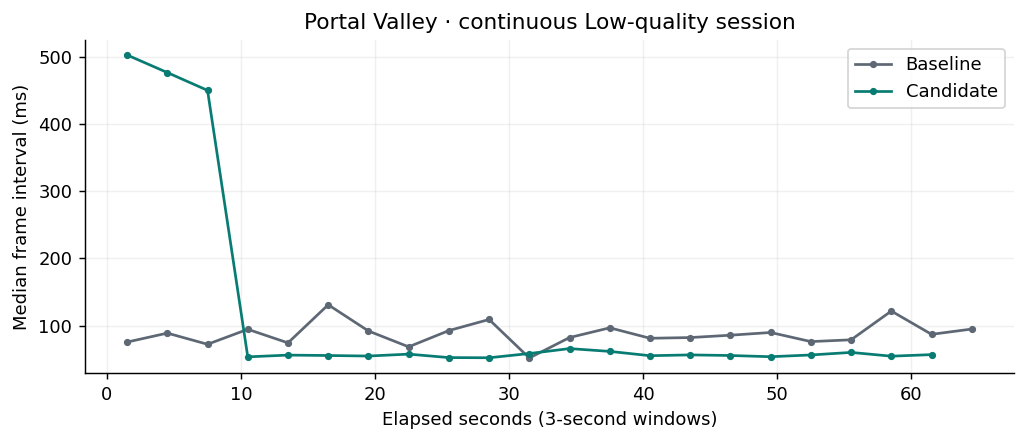 Portal Valley · continuous Low-quality session
Median frame interval (ms)
500
400
300
200
100
Baseline
Candidate
0 10 20 30 40 50 60
Elapsed seconds (3-second windows)